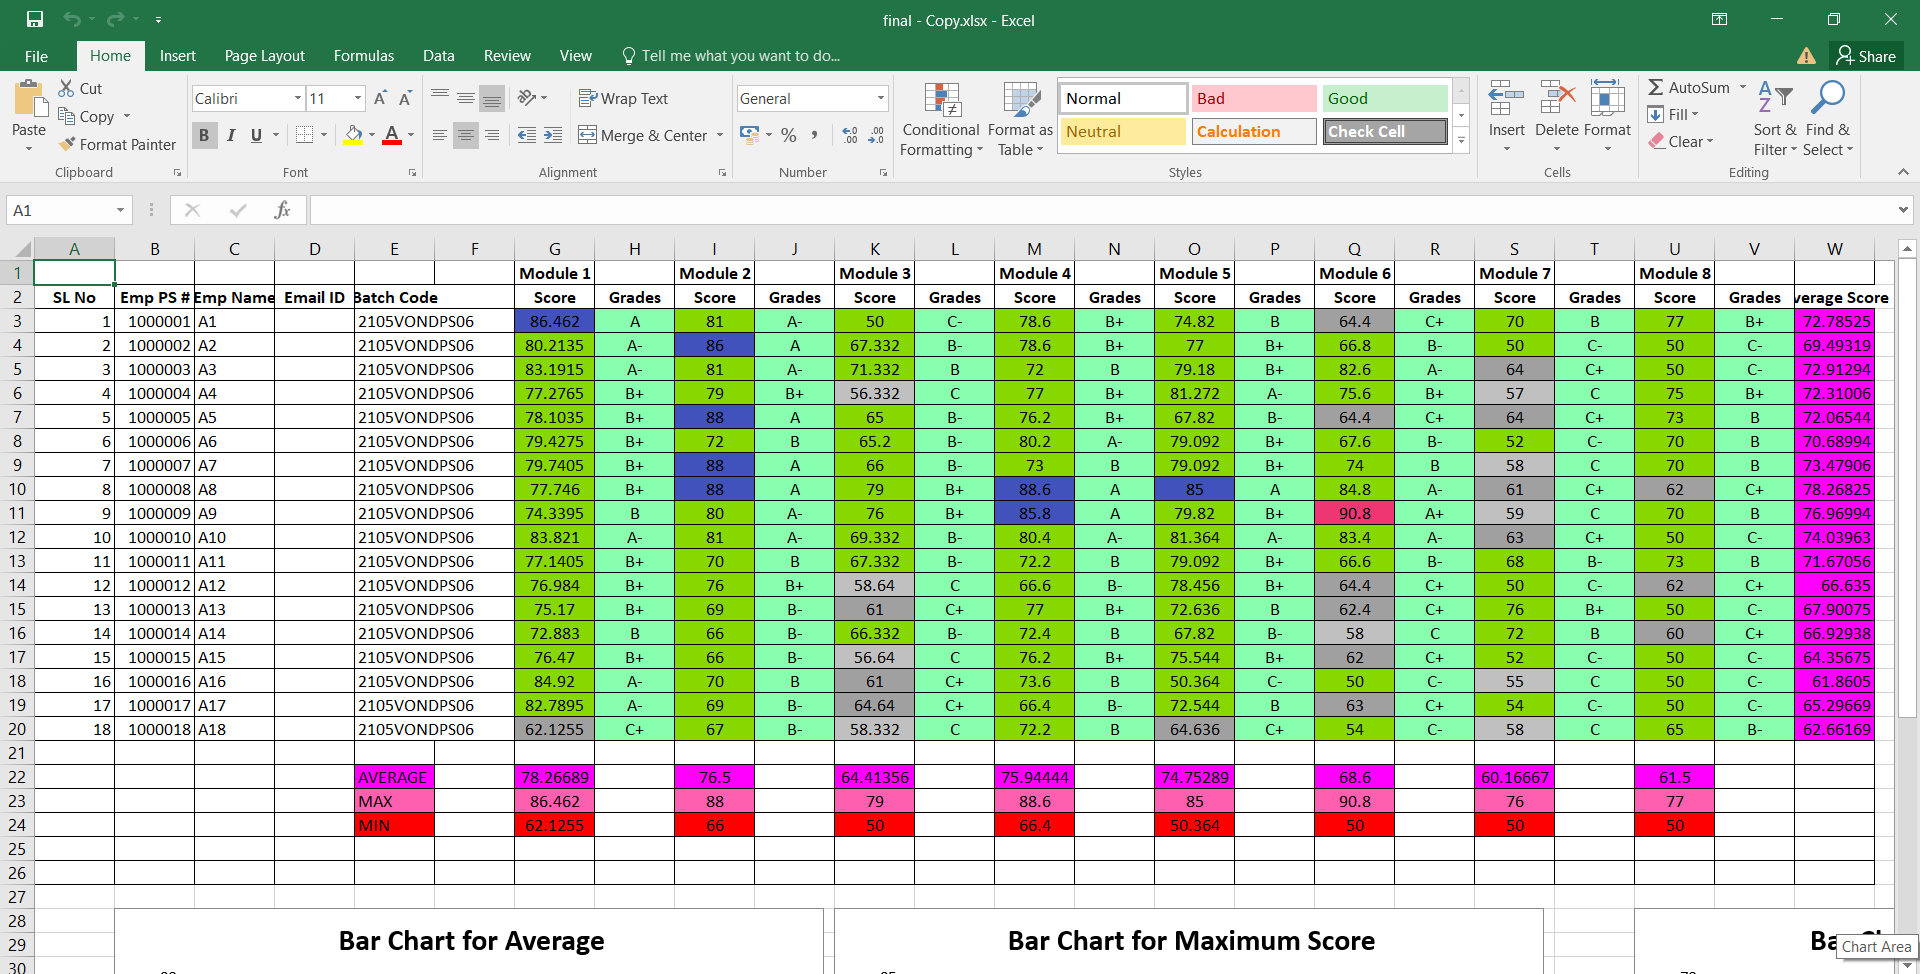 final - Copy.xlsx - Excel
File Home Insert Page Layout Formulas Data Review View Tell me what you want to do... Share
Paste Cut Copy Format Painter Clipboard
Calibri 11 B I U A A A Font
Wrap Text Merge & Center Alignment
General % , .00 Number
Conditional Formatting Format as Table
Normal Bad Good
Neutral Calculation Check Cell
Styles
Insert Delete Format Cells
AutoSum Fill Clear Sort & Filter Find & Select Editing
A1 fx
A B C D E F G H I J K L M N O P Q R S T U V W
1 Module 1 Module 2 Module 3 Module 4 Module 5 Module 6 Module 7 Module 8
2 SL No Emp PS # Emp Name Email ID Batch Code Score Grades Score Grades Score Grades Score Grades Score Grades Score Grades Score Grades Score Grades verage Score
3 1 1000001 A1 2105VONDPS06 86.462 A 81 A- 50 C- 78.6 B+ 74.82 B 64.4 C+ 70 B 77 B+ 72.78525
4 2 1000002 A2 2105VONDPS06 80.2135 A- 86 A 67.332 B- 78.6 B+ 77 B+ 66.8 B- 50 C- 50 C- 69.49319
5 3 1000003 A3 2105VONDPS06 83.1915 A- 81 A- 71.332 B 72 B 79.18 B+ 82.6 A- 64 C+ 50 C- 72.91294
6 4 1000004 A4 2105VONDPS06 77.2765 B+ 79 B+ 56.332 C 77 B+ 81.272 A- 75.6 B+ 57 C 75 B+ 72.31006
7 5 1000005 A5 2105VONDPS06 78.1035 B+ 88 A 65 B- 76.2 B+ 67.82 B- 64.4 C+ 64 C+ 73 B 72.06544
8 6 1000006 A6 2105VONDPS06 79.4275 B+ 72 B 65.2 B- 80.2 A- 79.092 B+ 67.6 B- 52 C- 70 B 70.68994
9 7 1000007 A7 2105VONDPS06 79.7405 B+ 88 A 66 B- 73 B 79.092 B+ 74 B 58 C 70 B 73.47906
10 8 1000008 A8 2105VONDPS06 77.746 B+ 88 A 79 B+ 88.6 A 85 A 84.8 A- 61 C+ 62 C+ 78.26825
11 9 1000009 A9 2105VONDPS06 74.3395 B 80 A- 76 B+ 85.8 A 79.82 B+ 90.8 A+ 59 C 70 B 76.96994
12 10 1000010 A10 2105VONDPS06 83.821 A- 81 A- 69.332 B- 80.4 A- 81.364 A- 83.4 A- 63 C+ 50 C- 74.03963
13 11 1000011 A11 2105VONDPS06 77.1405 B+ 70 B 67.332 B- 72.2 B 79.092 B+ 66.6 B- 68 B- 73 B 71.67056
14 12 1000012 A12 2105VONDPS06 76.984 B+ 76 B+ 58.64 C 66.6 B- 78.456 B+ 64.4 C+ 50 C- 62 C+ 66.635
15 13 1000013 A13 2105VONDPS06 75.17 B+ 69 B- 61 C+ 77 B+ 72.636 B 62.4 C+ 76 B+ 50 C- 67.90075
16 14 1000014 A14 2105VONDPS06 72.883 B 66 B- 66.332 B- 72.4 B 67.82 B- 58 C 72 B 60 C+ 66.92938
17 15 1000015 A15 2105VONDPS06 76.47 B+ 66 B- 56.64 C 76.2 B+ 75.544 B+ 62 C+ 52 C- 50 C- 64.35675
18 16 1000016 A16 2105VONDPS06 84.92 A- 70 B 61 C+ 73.6 B 50.364 C- 50 C- 55 C 50 C- 61.8605
19 17 1000017 A17 2105VONDPS06 82.7895 A- 69 B- 64.64 C+ 66.4 B- 72.544 B 63 C+ 54 C- 50 C- 65.29669
20 18 1000018 A18 2105VONDPS06 62.1255 C+ 67 B- 58.332 C 72.2 B 64.636 C+ 54 C- 58 C 65 B- 62.66169
21
22 AVERAGE 78.26689 76.5 64.41356 75.94444 74.75289 68.6 60.16667 61.5
23 MAX 86.462 88 79 88.6 85 90.8 76 77
24 MIN 62.1255 66 50 66.4 50.364 50 50 50
25
26
27
28
29 Bar Chart for Average Bar Chart for Maximum Score
Chart Area
30